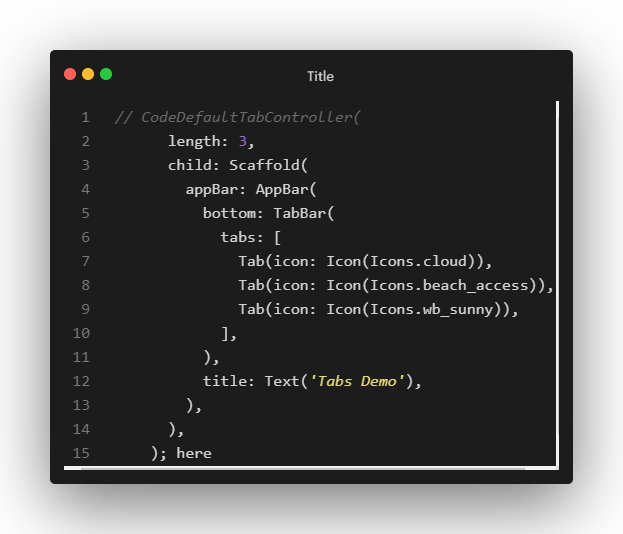 Title
1 // CodeDefaultTabController(
2 length: 3,
3 child: Scaffold(
4 appBar: AppBar(
5 bottom: TabBar(
6 tabs: [
7 Tab(icon: Icon(Icons.cloud)),
8 Tab(icon: Icon(Icons.beach_access)),
9 Tab(icon: Icon(Icons.wb_sunny)),
10 ],
11 ),
12 title: Text('Tabs Demo'),
13 ),
14 ),
15 ); here